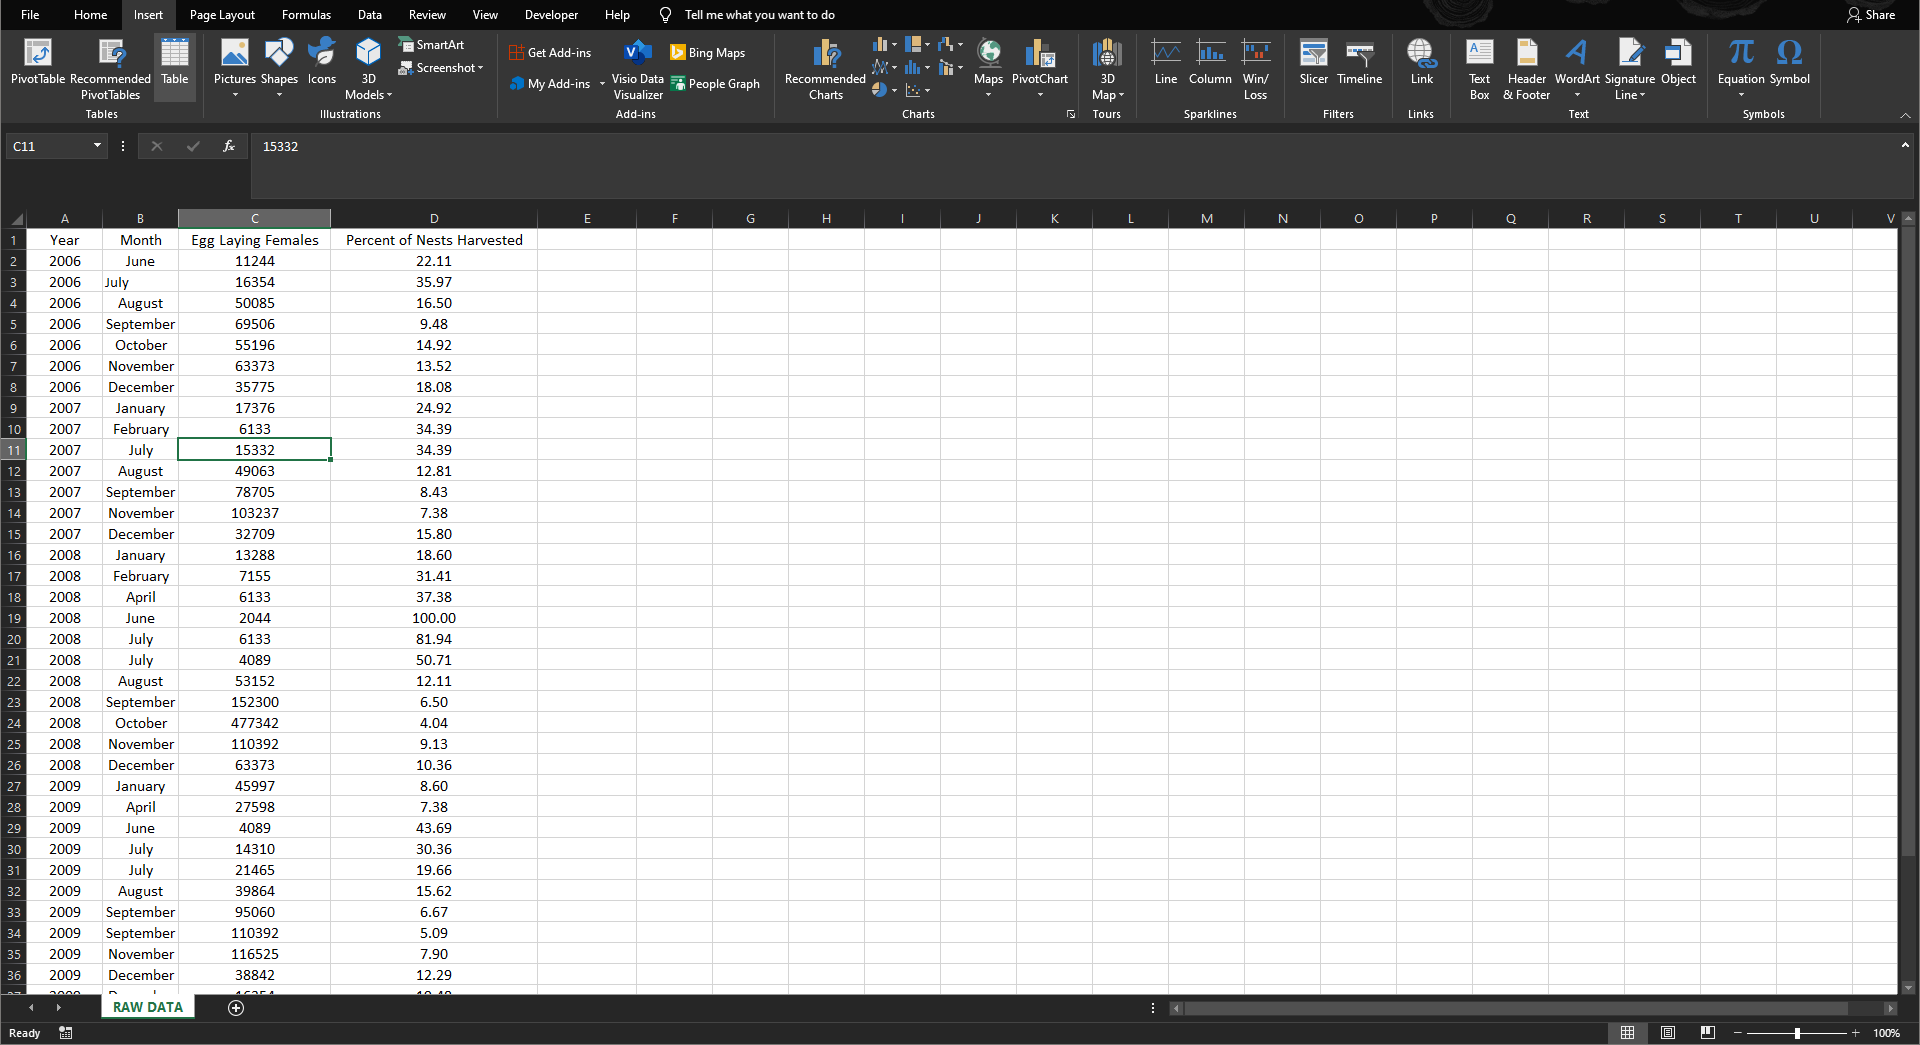 File Home Insert Page Layout Formulas Data Review View Developer Help Tell me what you want to do Share
PivotTable Recommended PivotTables Table Pictures Shapes Icons 3D Models SmartArt Screenshot Get Add-ins My Add-ins Visio Data Visualizer Bing Maps People Graph Recommended Charts Maps PivotChart 3D Map Line Column Win/ Loss Slicer Timeline Link Text Box Header & Footer WordArt Signature Line Object Equation Symbol
Tables Illustrations Add-ins Charts Tours Sparklines Filters Links Text Symbols
C11 fx 15332
A B C D E F G H I J K L M N O P Q R S T U V
1 Year Month Egg Laying Females Percent of Nests Harvested
2 2006 June 11244 22.11
3 2006 July 16354 35.97
4 2006 August 50085 16.50
5 2006 September 69506 9.48
6 2006 October 55196 14.92
7 2006 November 63373 13.52
8 2006 December 35775 18.08
9 2007 January 17376 24.92
10 2007 February 6133 34.39
11 2007 July 15332 34.39
12 2007 August 49063 12.81
13 2007 September 78705 8.43
14 2007 November 103237 7.38
15 2007 December 32709 15.80
16 2008 January 13288 18.60
17 2008 February 7155 31.41
18 2008 April 6133 37.38
19 2008 June 2044 100.00
20 2008 July 6133 81.94
21 2008 July 4089 50.71
22 2008 August 53152 12.11
23 2008 September 152300 6.50
24 2008 October 477342 4.04
25 2008 November 110392 9.13
26 2008 December 63373 10.36
27 2009 January 45997 8.60
28 2009 April 27598 7.38
29 2009 June 4089 43.69
30 2009 July 14310 30.36
31 2009 July 21465 19.66
32 2009 August 39864 15.62
33 2009 September 95060 6.67
34 2009 September 110392 5.09
35 2009 November 116525 7.90
36 2009 December 38842 12.29
RAW DATA
Ready 100%